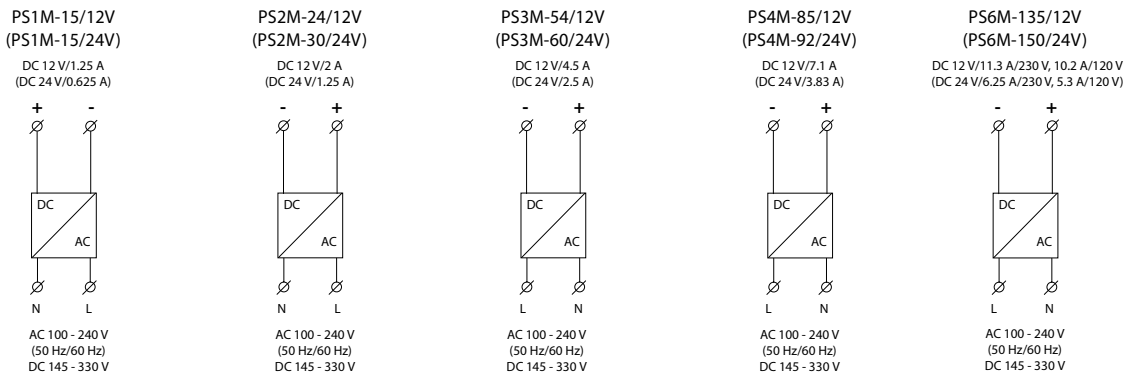 PS1M-15/12V
(PS1M-15/24V)
DC 12 V/1.25 A
(DC 24 V/0.625 A)
+ -
DC
AC
N L
AC 100 - 240 V
(50 Hz/60 Hz)
DC 145 - 330 V
PS2M-24/12V
(PS2M-30/24V)
DC 12 V/2 A
(DC 24 V/1.25 A)
- +
DC
AC
N L
AC 100 - 240 V
(50 Hz/60 Hz)
DC 145 - 330 V
PS3M-54/12V
(PS3M-60/24V)
DC 12 V/4.5 A
(DC 24 V/2.5 A)
- +
DC
AC
L N
AC 100 - 240 V
(50 Hz/60 Hz)
DC 145 - 330 V
PS4M-85/12V
(PS4M-92/24V)
DC 12 V/7.1 A
(DC 24 V/3.83 A)
- +
DC
AC
L N
AC 100 - 240 V
(50 Hz/60 Hz)
DC 145 - 330 V
PS6M-135/12V
(PS6M-150/24V)
DC 12 V/11.3 A/230 V, 10.2 A/120 V
(DC 24 V/6.25 A/230 V, 5.3 A/120 V)
- +
DC
AC
L N
AC 100 - 240 V
(50 Hz/60 Hz)
DC 145 - 330 V